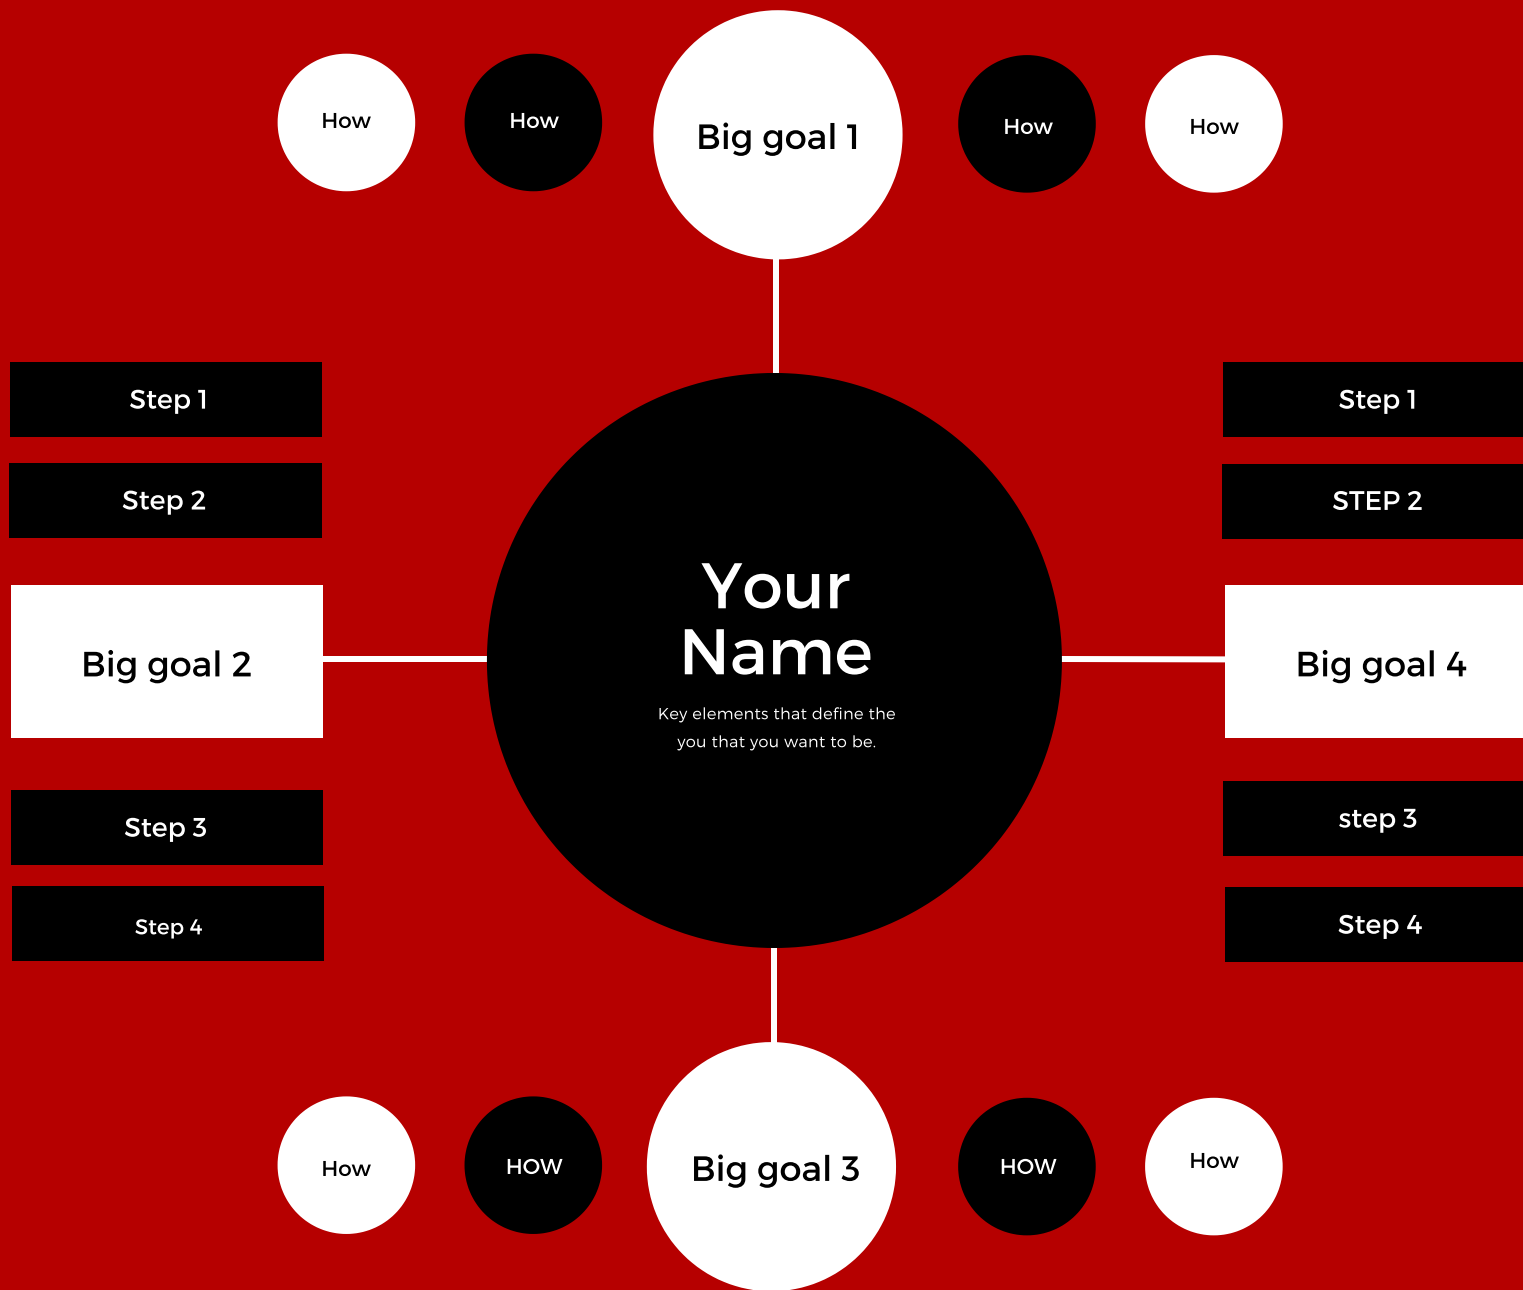 How
How
Big goal 1
How
How
Step 1
Step 1
Step 2
STEP 2
Your
Name
Key elements that define the
you that you want to be.
Big goal 2
Big goal 4
Step 3
step 3
Step 4
Step 4
How
HOW
Big goal 3
HOW
How